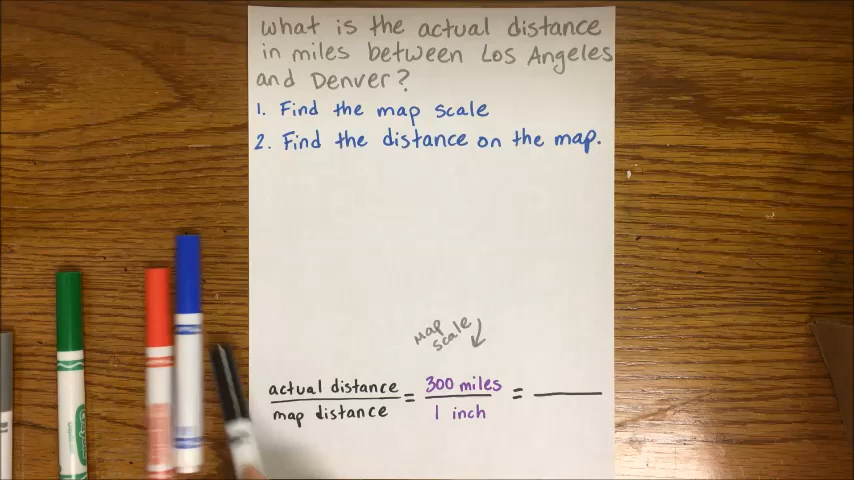 What is the actual distance
in miles between Los Angeles
and Denver?
1. Find the map scale
2. Find the distance on the map.
Map
scale
actual distance = 300 miles =
map distance 1 inch